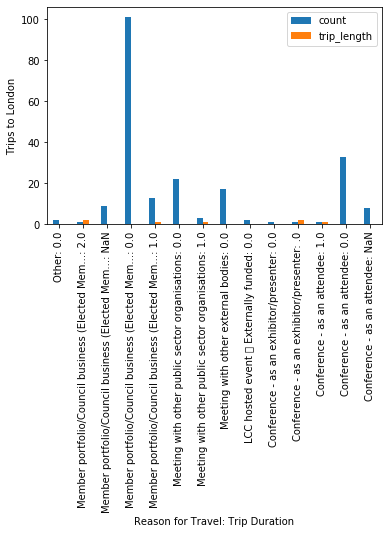 count
trip_length
Trips to London
100
80
60
40
20
0
Other: 0.0
Member portfolio/Council business (Elected Mem...: 2.0
Member portfolio/Council business (Elected Mem...: NaN
Member portfolio/Council business (Elected Mem...: 0.0
Member portfolio/Council business (Elected Mem...: 1.0
Meeting with other public sector organisations: 0.0
Meeting with other public sector organisations: 1.0
Meeting with other external bodies: 0.0
LCC hosted event  Externally funded: 0.0
Conference - as an exhibitor/presenter: 0.0
Conference - as an exhibitor/presenter: .0
Conference - as an attendee: 1.0
Conference - as an attendee: 0.0
Conference - as an attendee: NaN
Reason for Travel: Trip Duration